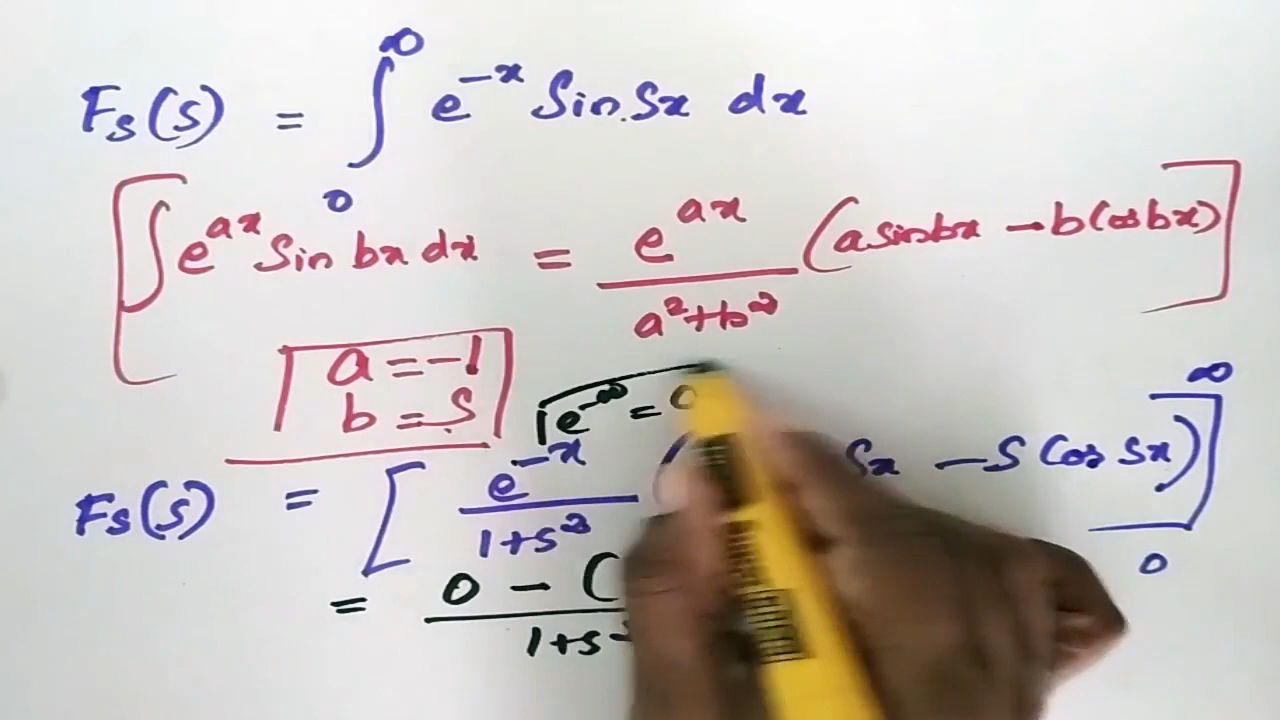 Fs(s) = ∫₀^∞ e^{-x} Sin Sx dx
[∫ e^{ax} Sin bx dx = e^{ax} / (a²+b²) (a sin bx - b Cos bx)]
a = -1
b = S
e^{-∞} = 0
Fs(s) = [e^{-x} / (1+s²) ( Sx - S Cos Sx)]₀^∞
= 0 - ( / 1+s